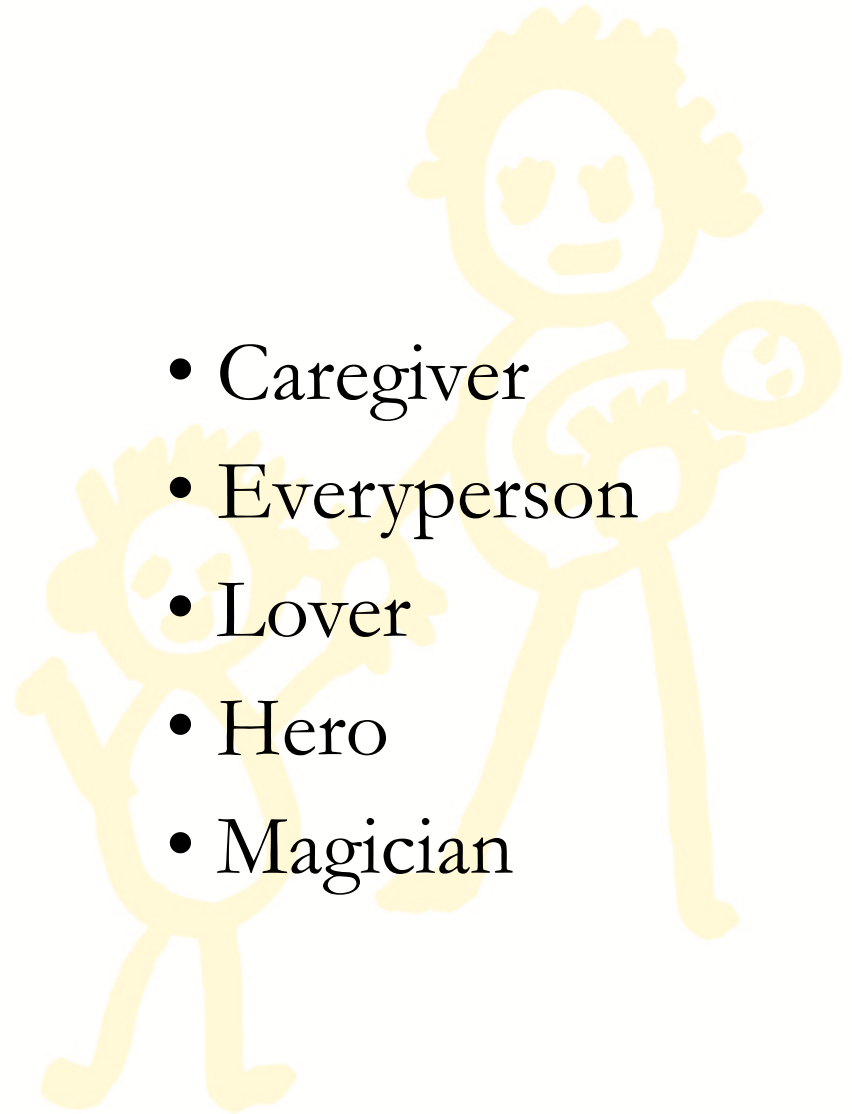 • Caregiver
• Everyperson
• Lover
• Hero
• Magician